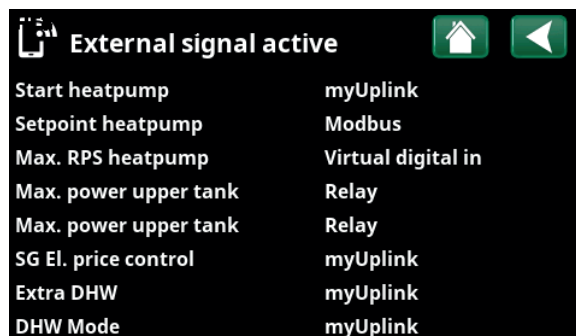 External signal active
Start heatpump myUplink
Setpoint heatpump Modbus
Max. RPS heatpump Virtual digital in
Max. power upper tank Relay
Max. power upper tank Relay
SG El. price control myUplink
Extra DHW myUplink
DHW Mode myUplink